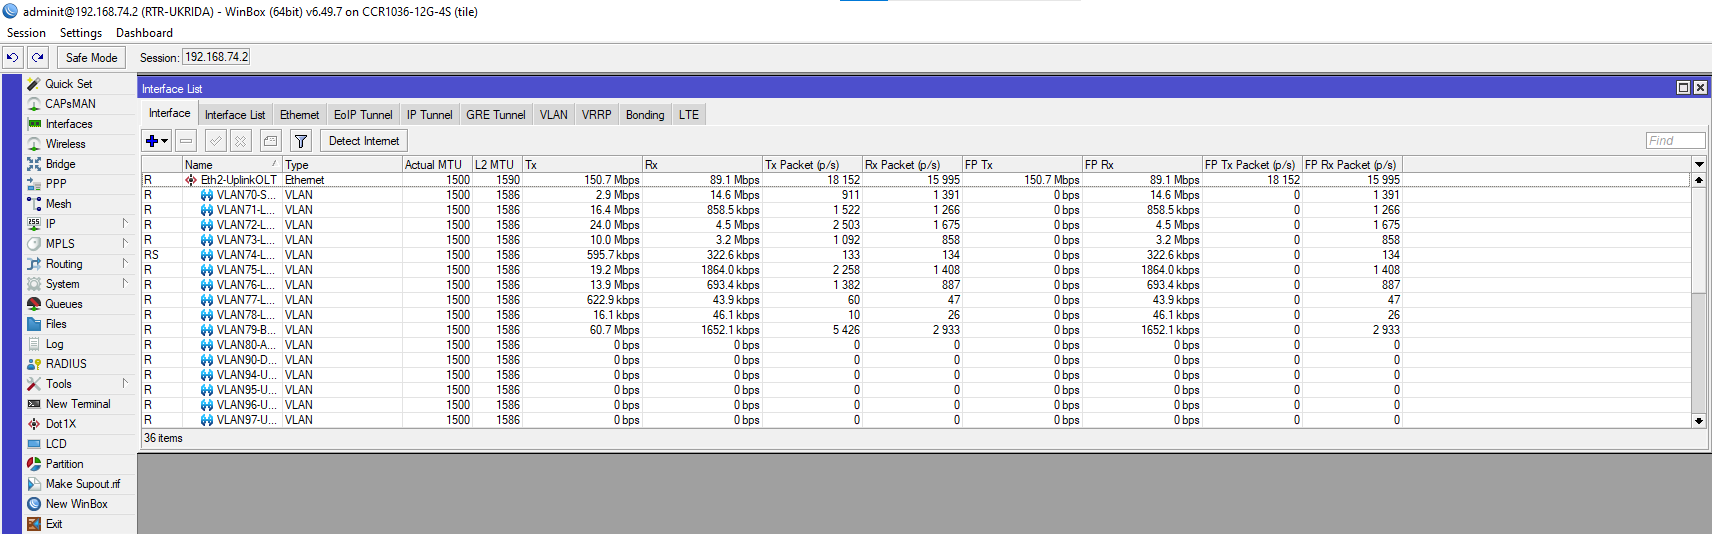 adminit@192.168.74.2 (RTR-UKRIDA) - WinBox (64bit) v6.49.7 on CCR1036-12G-4S (tile)
Session Settings Dashboard
Safe Mode Session: 192.168.74.2
Quick Set
CAPsMAN
Interfaces
Wireless
Bridge
PPP
Mesh
IP
MPLS
Routing
System
Queues
Files
Log
RADIUS
Tools
New Terminal
Dot1X
LCD
Partition
Make Supout.rif
New WinBox
Exit
Interface List
Interface Interface List Ethernet EoIP Tunnel IP Tunnel GRE Tunnel VLAN VRRP Bonding LTE
Detect Internet Find
Name Type Actual MTU L2 MTU Tx Rx Tx Packet (p/s) Rx Packet (p/s) FP Tx FP Rx FP Tx Packet (p/s) FP Rx Packet (p/s)
R Eth2-UplinkOLT Ethernet 1500 1590 150.7 Mbps 89.1 Mbps 18 152 15 995 150.7 Mbps 89.1 Mbps 18 152 15 995
R VLAN70-S... VLAN 1500 1586 2.9 Mbps 14.6 Mbps 911 1 391 0 bps 14.6 Mbps 0 1 391
R VLAN71-L... VLAN 1500 1586 16.4 Mbps 858.5 kbps 1 522 1 266 0 bps 858.5 kbps 0 1 266
R VLAN72-L... VLAN 1500 1586 24.0 Mbps 4.5 Mbps 2 503 1 675 0 bps 4.5 Mbps 0 1 675
R VLAN73-L... VLAN 1500 1586 10.0 Mbps 3.2 Mbps 1 092 858 0 bps 3.2 Mbps 0 858
RS VLAN74-L... VLAN 1500 1586 595.7 kbps 322.6 kbps 133 134 0 bps 322.6 kbps 0 134
R VLAN75-L... VLAN 1500 1586 19.2 Mbps 1864.0 kbps 2 258 1 408 0 bps 1864.0 kbps 0 1 408
R VLAN76-L... VLAN 1500 1586 13.9 Mbps 693.4 kbps 1 382 887 0 bps 693.4 kbps 0 887
R VLAN77-L... VLAN 1500 1586 622.9 kbps 43.9 kbps 60 47 0 bps 43.9 kbps 0 47
R VLAN78-L... VLAN 1500 1586 16.1 kbps 46.1 kbps 10 26 0 bps 46.1 kbps 0 26
R VLAN79-B... VLAN 1500 1586 60.7 Mbps 1652.1 kbps 5 426 2 933 0 bps 1652.1 kbps 0 2 933
R VLAN80-A... VLAN 1500 1586 0 bps 0 bps 0 0 0 bps 0 bps 0 0
R VLAN90-D... VLAN 1500 1586 0 bps 0 bps 0 0 0 bps 0 bps 0 0
R VLAN94-U... VLAN 1500 1586 0 bps 0 bps 0 0 0 bps 0 bps 0 0
R VLAN95-U... VLAN 1500 1586 0 bps 0 bps 0 0 0 bps 0 bps 0 0
R VLAN96-U... VLAN 1500 1586 0 bps 0 bps 0 0 0 bps 0 bps 0 0
R VLAN97-U... VLAN 1500 1586 0 bps 0 bps 0 0 0 bps 0 bps 0 0
36 items